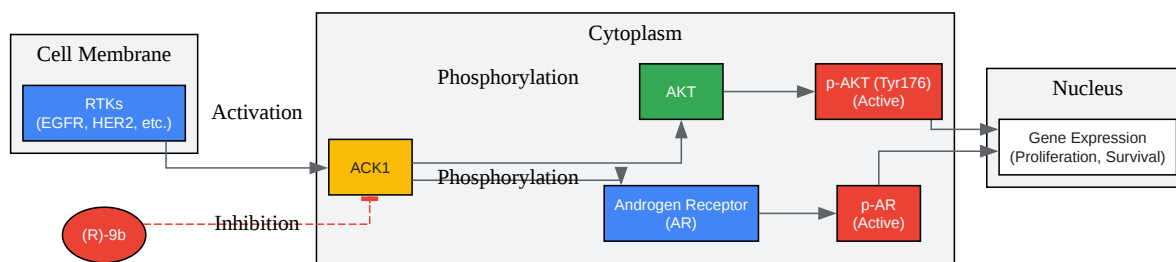 Cell Membrane
RTKs
(EGFR, HER2, etc.)
Activation
(R)-9b
Inhibition
Cytoplasm
ACK1
Phosphorylation
Phosphorylation
AKT
p-AKT (Tyr176)
(Active)
Androgen Receptor
(AR)
p-AR
(Active)
Nucleus
Gene Expression
(Proliferation, Survival)